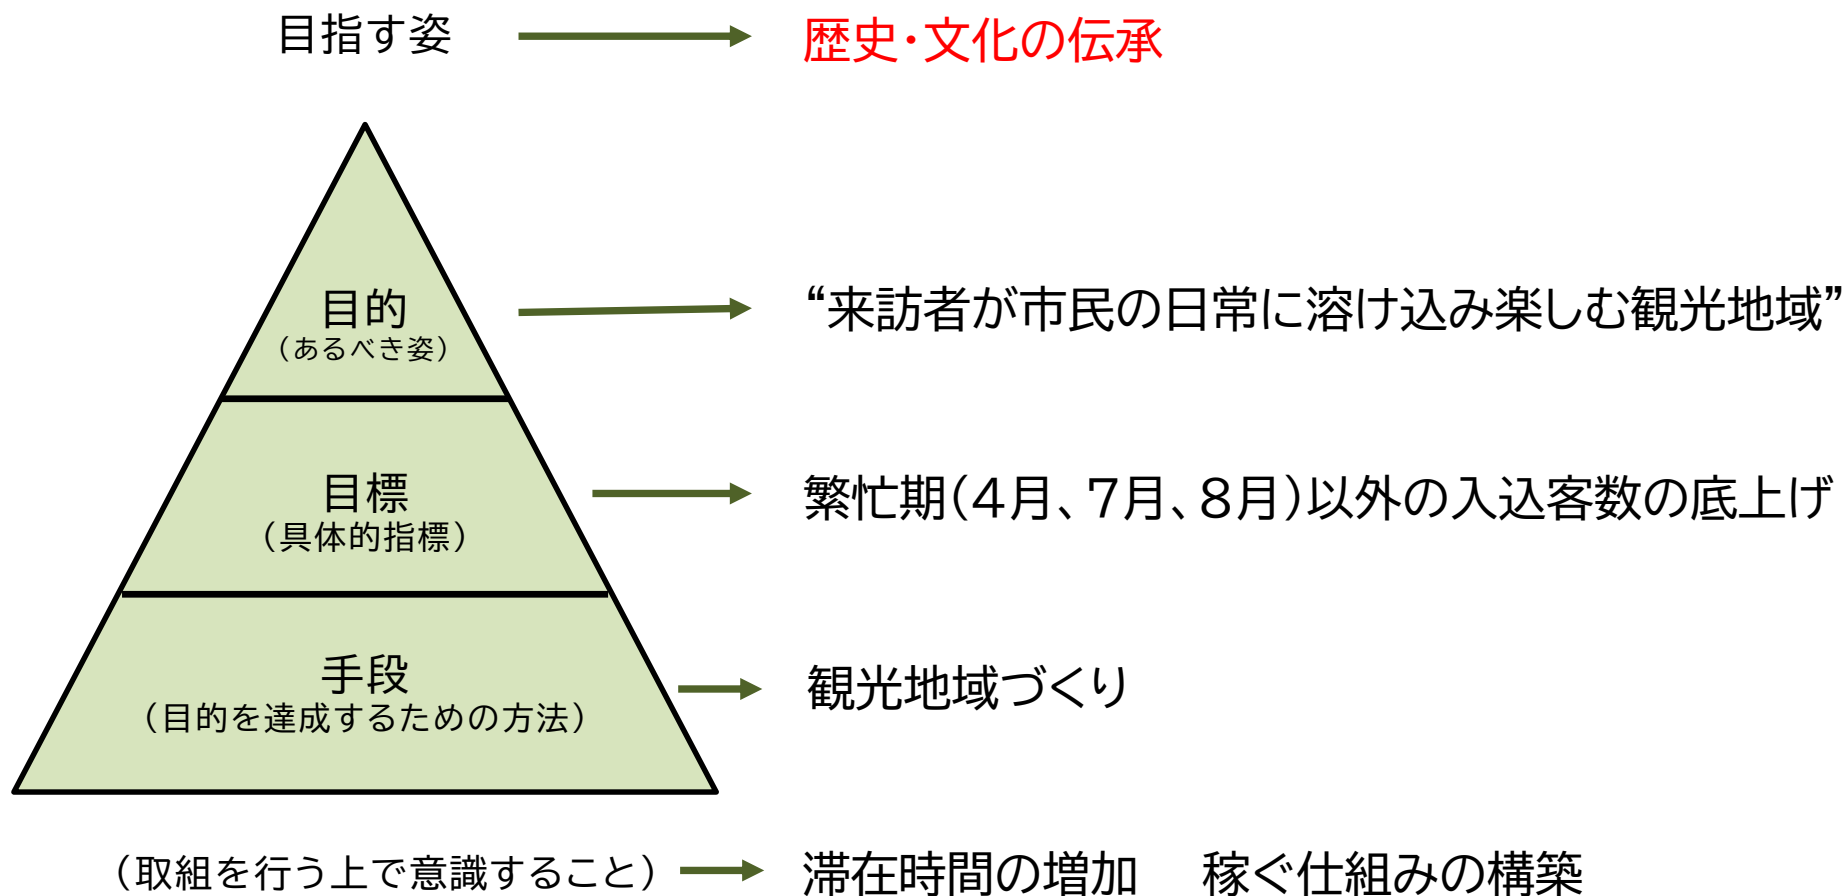 目指す姿
歴史・文化の伝承
目的
（あるべき姿）
“来訪者が市民の日常に溶け込み楽しむ観光地域”
目標
（具体的指標）
繁忙期（４月、７月、８月）以外の入込客数の底上げ
手段
（目的を達成するための方法）
観光地域づくり
（取組を行う上で意識すること）
滞在時間の増加　稼ぐ仕組みの構築